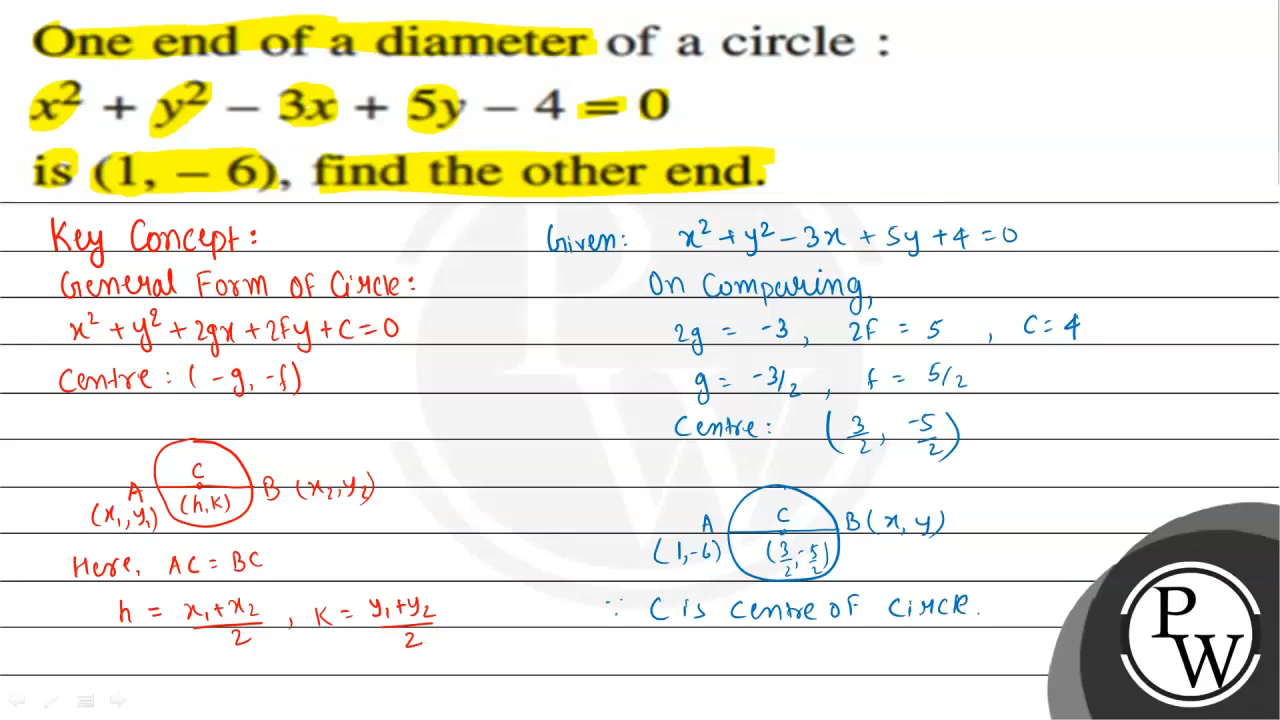 One end of a diameter of a circle :
x² + y² − 3x + 5y − 4 = 0
is (1, − 6), find the other end.
Key Concept:
General Form of Circle:
x² + y² + 2gx + 2fy + C = 0
Centre : (-g, -f)
C
A B (x₂, y₂)
(h, k)
(x₁, y₁)
Here, AC = BC
h = x₁+x₂/2 , K = y₁+y₂/2
Given: x² + y² − 3x + 5y + 4 = 0
On Comparing,
2g = -3 , 2f = 5 , C = 4
g = -3/2 , f = 5/2
Centre: (3/2, -5/2)
C
A B (x, y)
(1, -6) (3/2, -5/2)
∵ C is centre of circle.
PW
PW